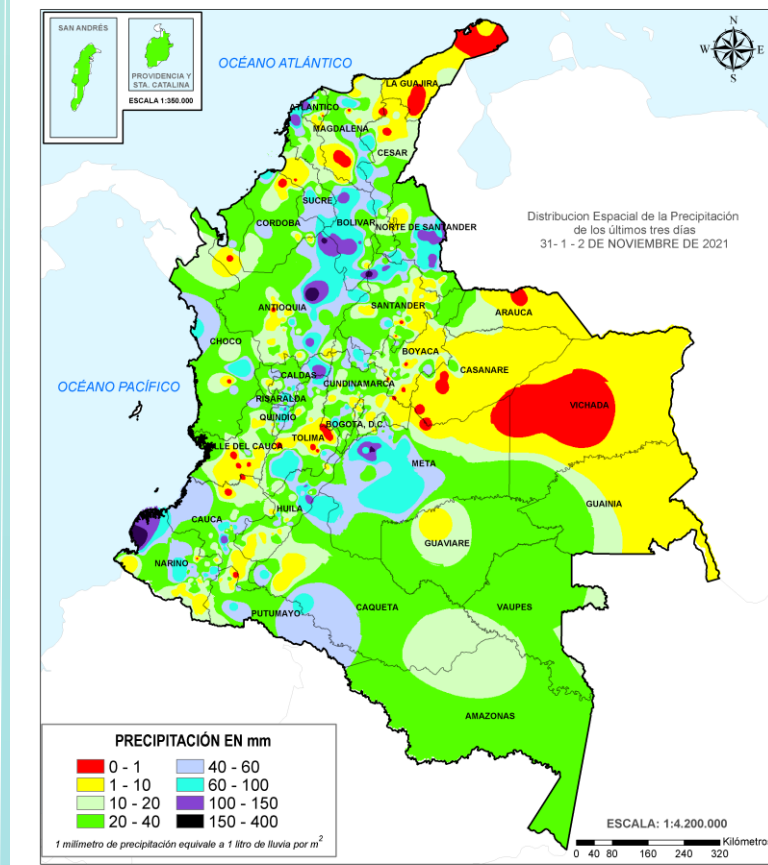 SAN ANDRÉS
PROVIDENCIA Y
STA. CATALINA
ESCALA 1:350.000
OCÉANO ATLÁNTICO
N
W
E
S
LA GUAJIRA
ATLANTICO
MAGDALENA
CESAR
SUCRE
CORDOBA
BOLIVAR
NORTE DE SANTANDER
Distribucion Espacial de la Precipitación
de los últimos tres días
31- 1 - 2 DE NOVIEMBRE DE 2021
ANTIOQUIA
SANTANDER
ARAUCA
CHOCO
BOYACA
CASANARE
OCÉANO PACÍFICO
CALDAS
CUNDINAMARCA
RISARALDA
VICHADA
QUINDIO
BOGOTA, D.C.
TOLIMA
VALLE DEL CAUCA
META
GUAINIA
HUILA
CAUCA
GUAVIARE
NARIÑO
PUTUMAYO
CAQUETA
VAUPES
AMAZONAS
PRECIPITACIÓN EN mm
0 - 1
40 - 60
1 - 10
60 - 100
10 - 20
100 - 150
20 - 40
150 - 400
1 milímetro de precipitación equivale a 1 litro de lluvia por m2
ESCALA: 1:4.200.000
Kilómetros
0 40 80 160 240 320